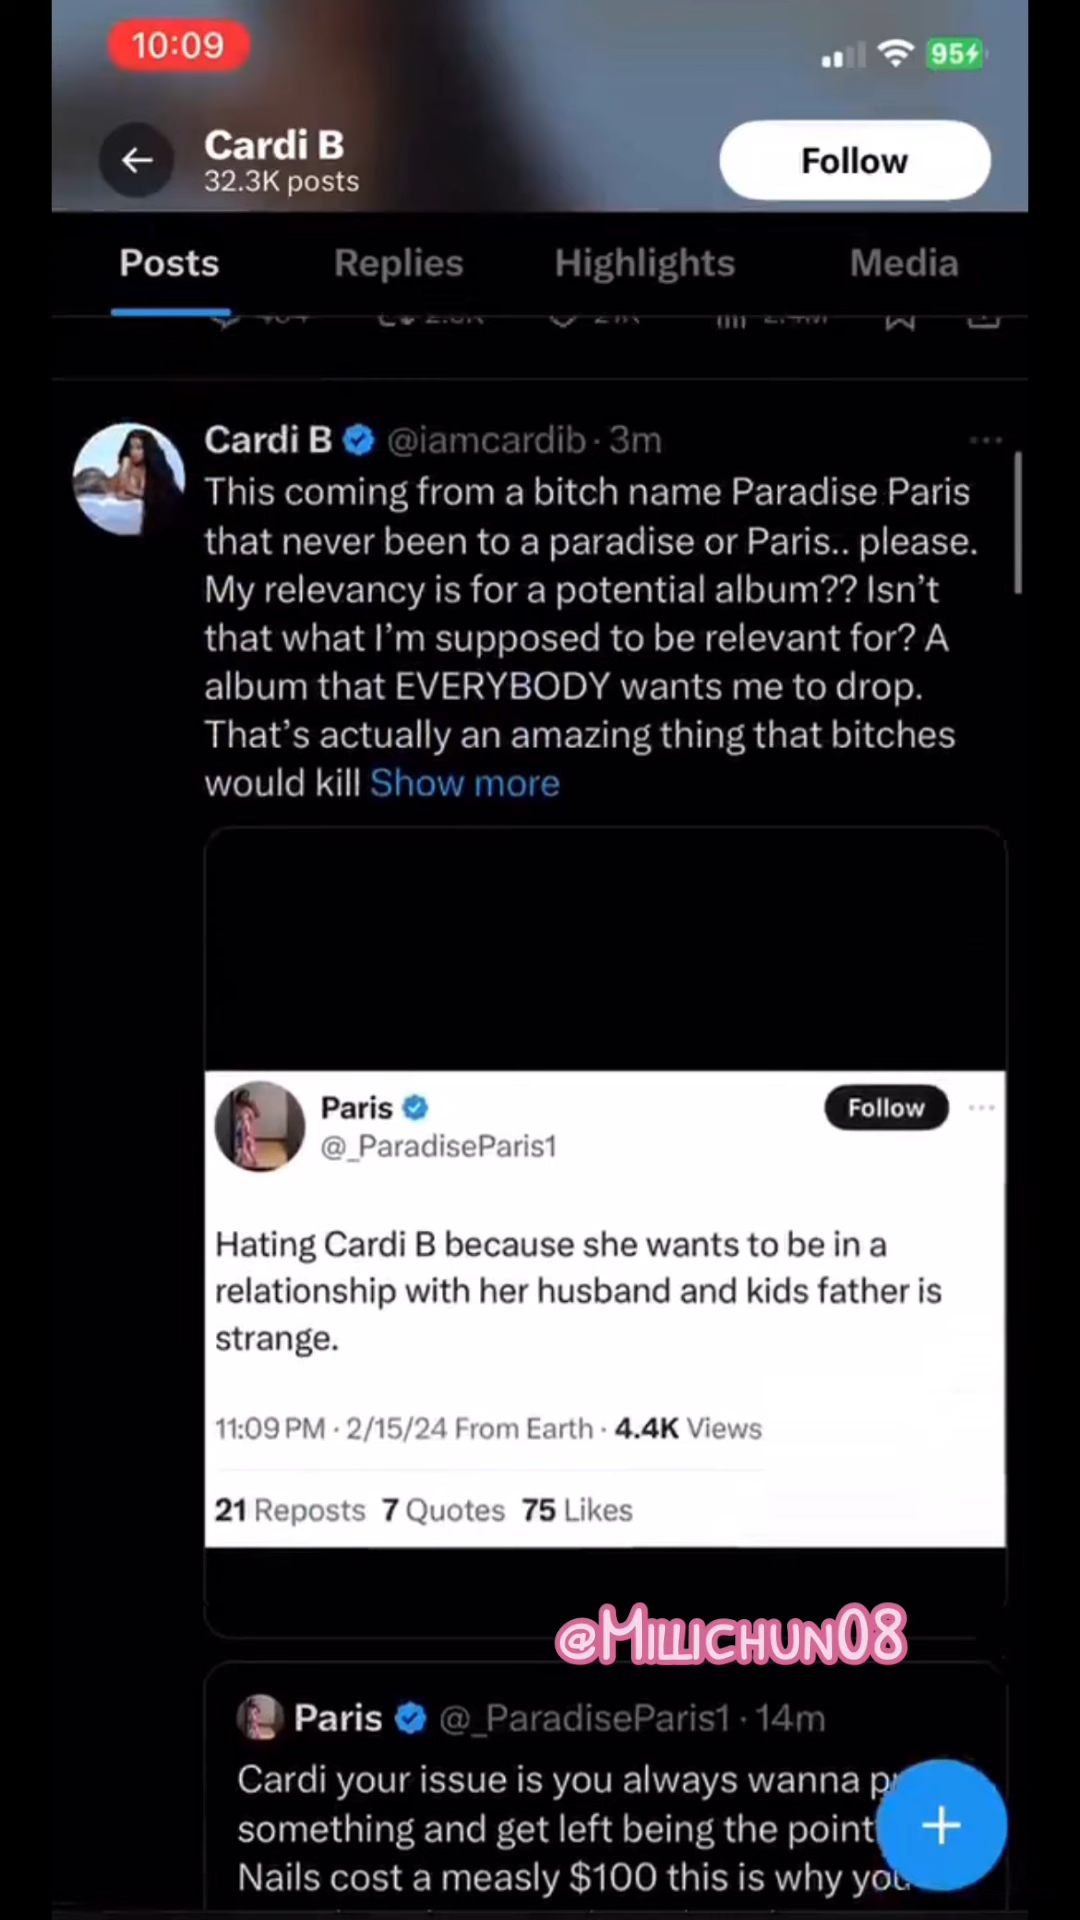 10:09
95
Cardi B
32.3K posts
Follow
Posts Replies Highlights Media
Cardi B @iamcardib · 3m
This coming from a bitch name Paradise Paris
that never been to a paradise or Paris.. please.
My relevancy is for a potential album?? Isn’t
that what I’m supposed to be relevant for? A
album that EVERYBODY wants me to drop.
That’s actually an amazing thing that bitches
would kill Show more
Paris
Follow
@_ParadiseParis1
Hating Cardi B because she wants to be in a
relationship with her husband and kids father is
strange.
11:09 PM · 2/15/24 From Earth · 4.4K Views
21 Reposts 7 Quotes 75 Likes
@Millichun08
Paris @_ParadiseParis1 · 14m
Cardi your issue is you always wanna
something and get left being the point
Nails cost a measly $100 this is why you